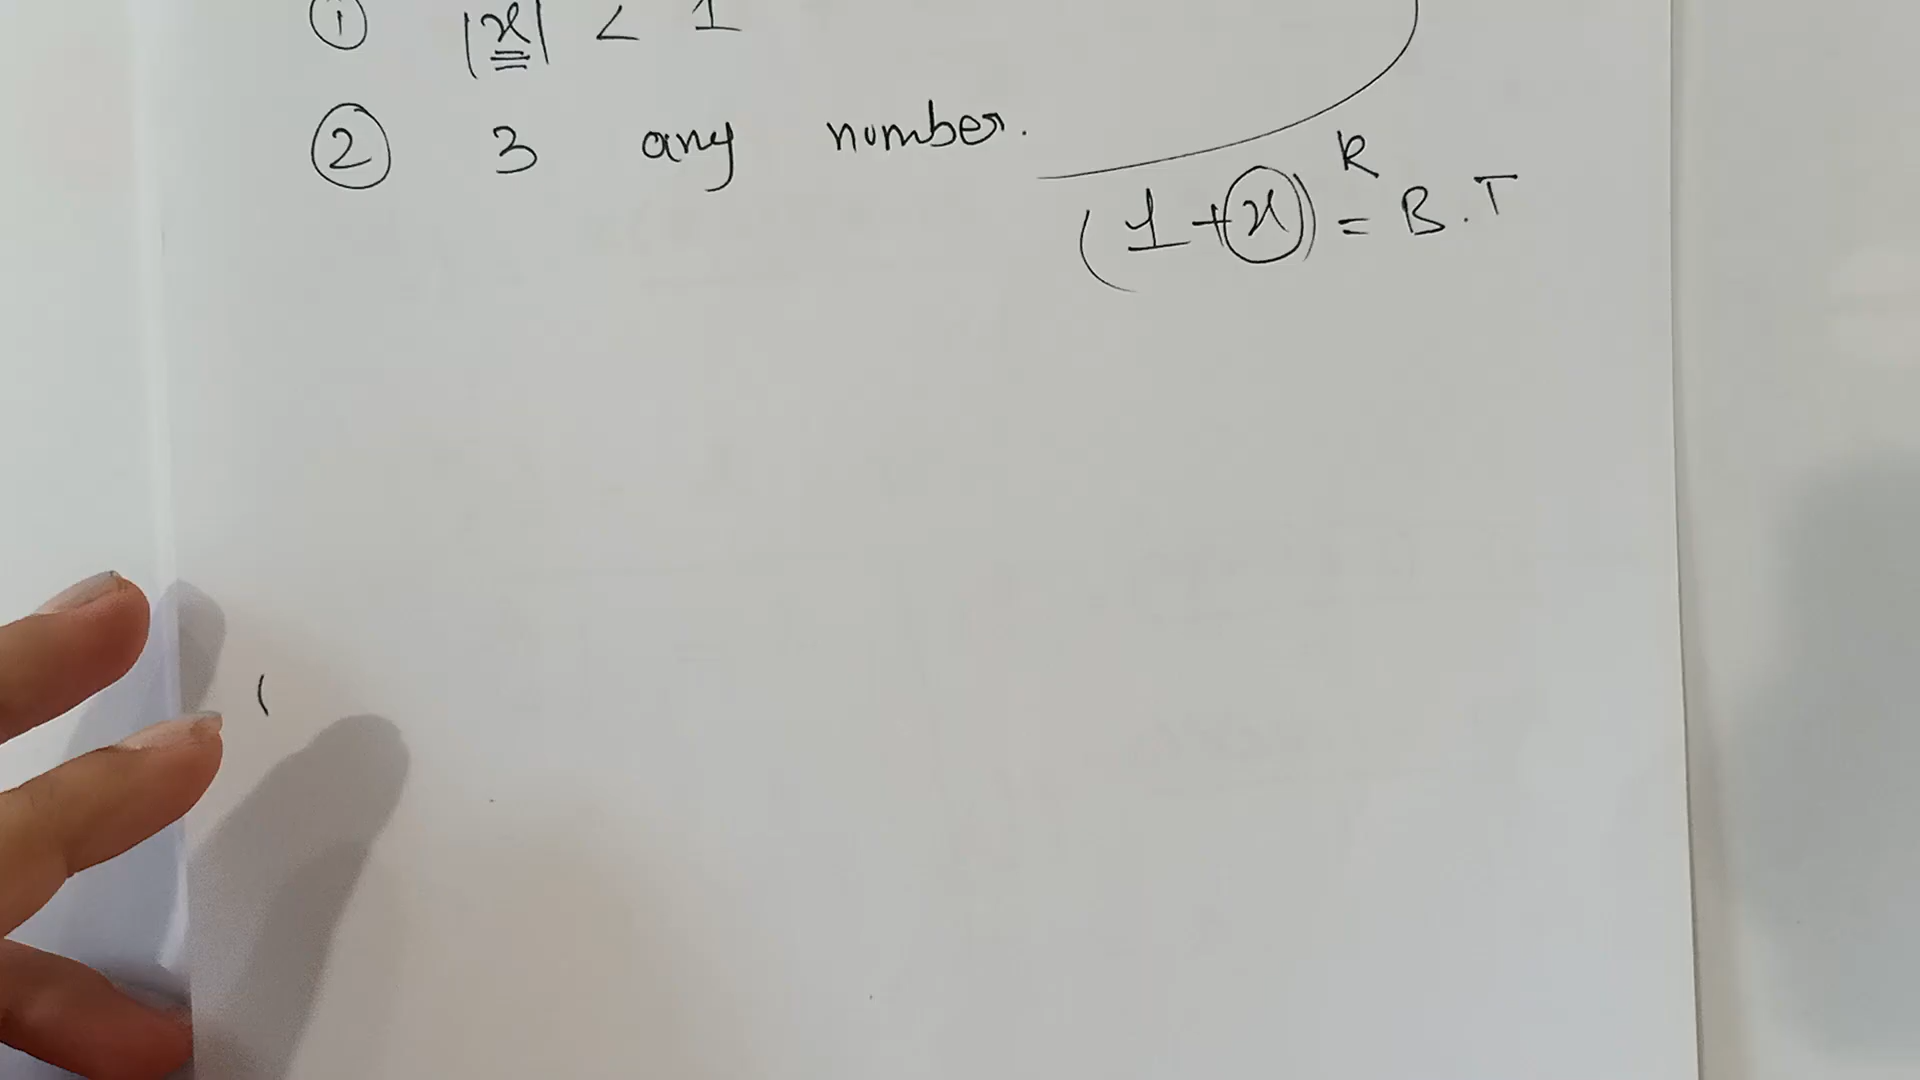 ① |x| < 1
② 3 any number.
(1+x)^k = B.T
(